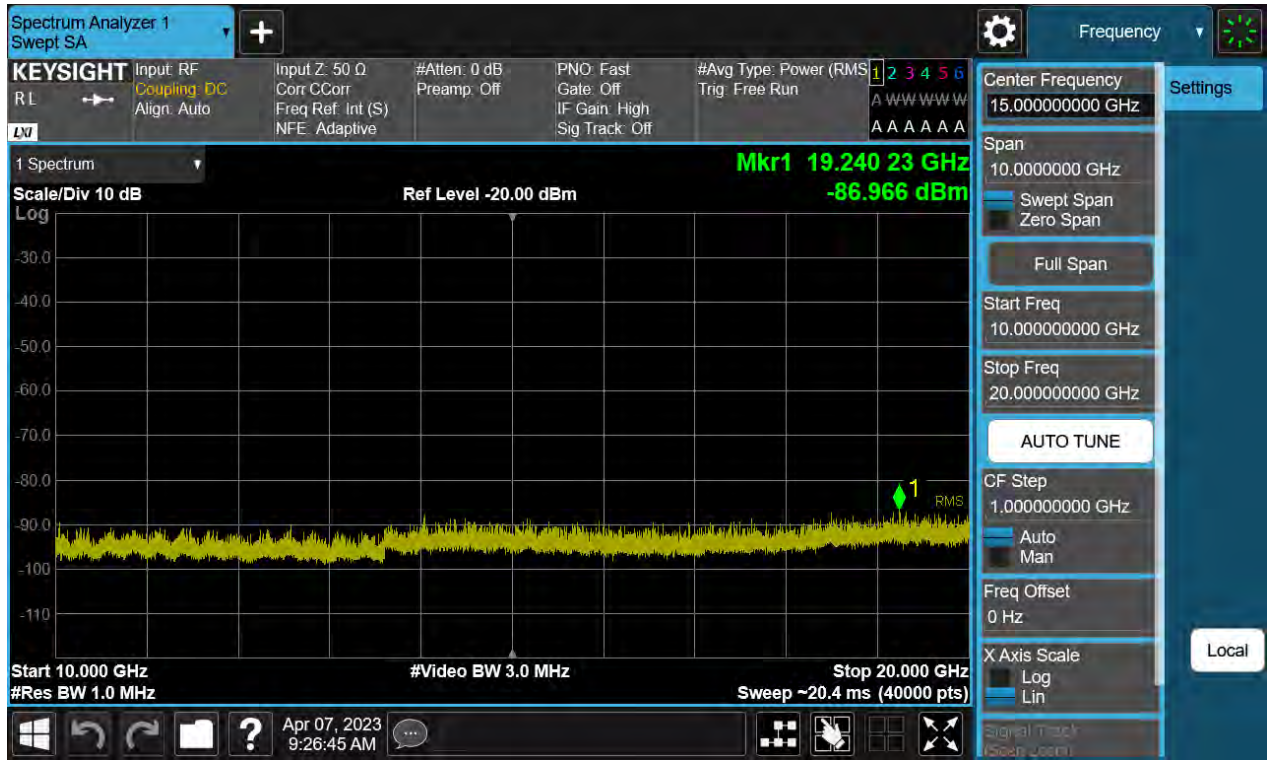 Spectrum Analyzer 1
Swept SA
+
Frequency
KEYSIGHT
RL
LXI
Input: RF
Coupling: DC
Align: Auto
Input Z: 50 Ω
Corr CCorr
Freq Ref: Int (S)
NFE: Adaptive
#Atten: 0 dB
Preamp: Off
PNO: Fast
Gate: Off
IF Gain: High
Sig Track: Off
#Avg Type: Power (RMS
Trig: Free Run
1 2 3 4 5 6
A W W W W W
A A A A A A
1 Spectrum
Scale/Div 10 dB
Log
Ref Level -20.00 dBm
Mkr1 19.240 23 GHz
-86.966 dBm
-30.0
-40.0
-50.0
-60.0
-70.0
-80.0
-90.0
-100
-110
1
RMS
Start 10.000 GHz
#Res BW 1.0 MHz
#Video BW 3.0 MHz
Stop 20.000 GHz
Sweep ~20.4 ms (40000 pts)
Center Frequency
15.000000000 GHz
Span
10.0000000 GHz
Swept Span
Zero Span
Full Span
Start Freq
10.000000000 GHz
Stop Freq
20.000000000 GHz
AUTO TUNE
CF Step
1.000000000 GHz
Auto
Man
Freq Offset
0 Hz
X Axis Scale
Log
Lin
Signal Track
(Span Zoom)
Settings
Local
?
Apr 07, 2023
9:26:45 AM